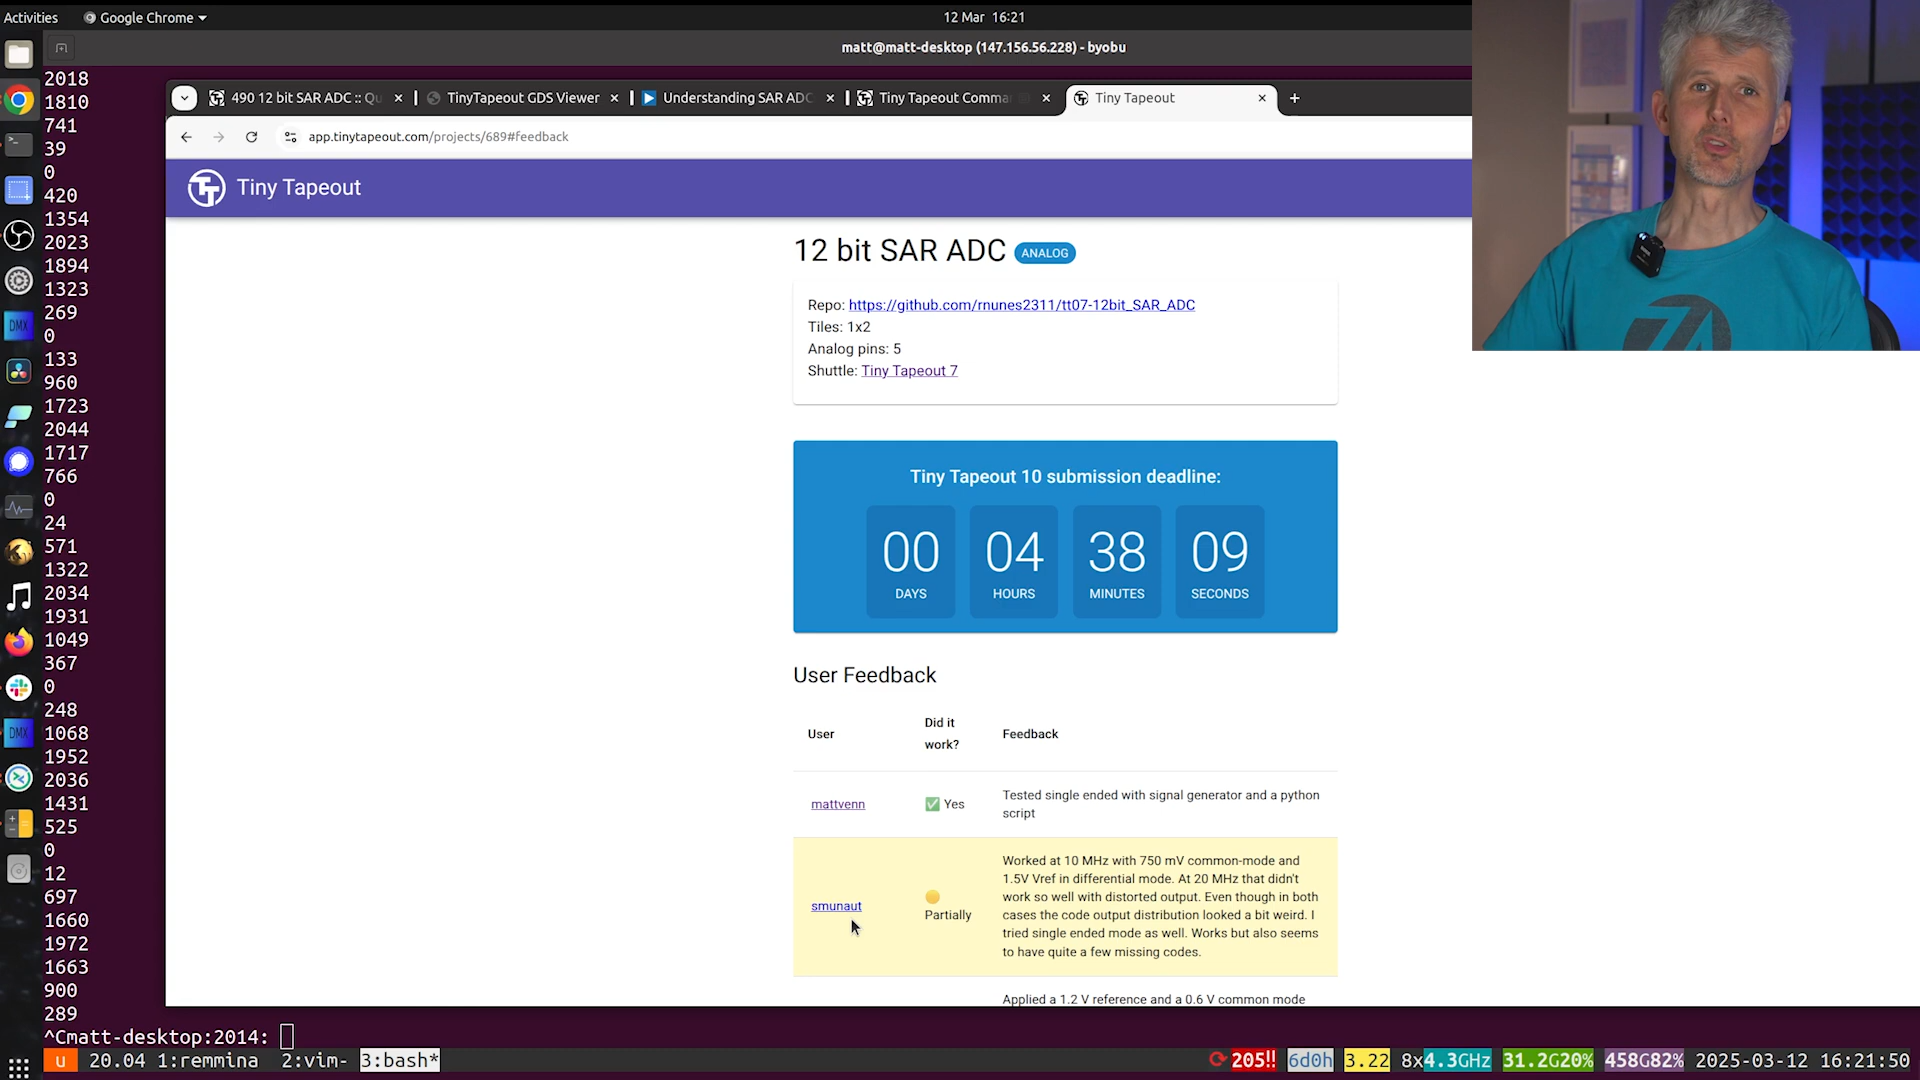 Activities
Google Chrome
12 Mar 16:21
matt@matt-desktop (147.156.56.228) - byobu
490 12 bit SAR ADC :: Qu
TinyTapeout GDS Viewer
Understanding SAR ADC
Tiny Tapeout Comma
Tiny Tapeout
app.tinytapeout.com/projects/689#feedback
Tiny Tapeout
12 bit SAR ADC ANALOG
Repo: https://github.com/rnunes2311/tt07-12bit_SAR_ADC
Tiles: 1x2
Analog pins: 5
Shuttle: Tiny Tapeout 7
Tiny Tapeout 10 submission deadline:
00 04 38 09
DAYS HOURS MINUTES SECONDS
User Feedback
User Did it work? Feedback
mattvenn Yes Tested single ended with signal generator and a python
script
smunaut Partially Worked at 10 MHz with 750 mV common-mode and
1.5V Vref in differential mode. At 20 MHz that didn't
work so well with distorted output. Even though in both
cases the code output distribution looked a bit weird. I
tried single ended mode as well. Works but also seems
to have quite a few missing codes.
Applied a 1.2 V reference and a 0.6 V common mode
2018
1810
741
39
0
420
1354
2023
1894
1323
269
0
133
960
1723
2044
1717
766
0
24
571
1322
2034
1931
1049
367
0
248
1068
1952
2036
1431
525
0
12
697
1660
1972
1663
900
289
^Cmatt-desktop:2014:
u 20.04 1:remmina 2:vim- 3:bash*
205!! 6d0h 3.22 8x4.3GHz 31.2G20% 458G82% 2025-03-12 16:21:50
DMX
DMX